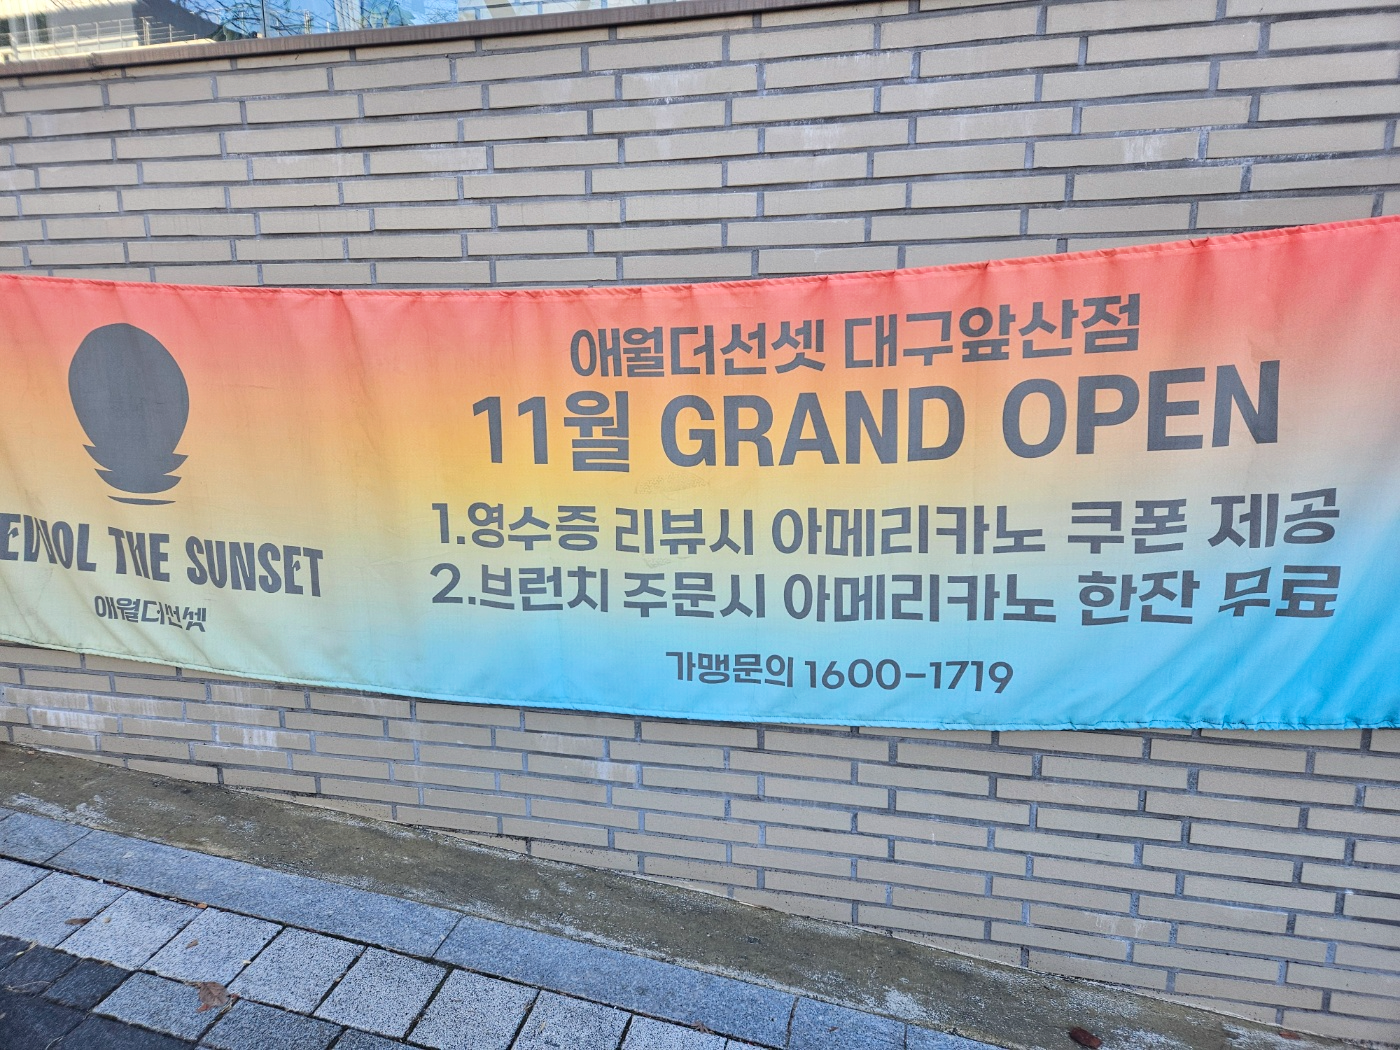 THE SUNSET
애월더선셋
애월더선셋 대구앞산점
11월 GRAND OPEN
1.영수증 리뷰시 아메리카노 쿠폰 제공
2.브런치 주문시 아메리카노 한잔 무료
가맹문의 1600-1719